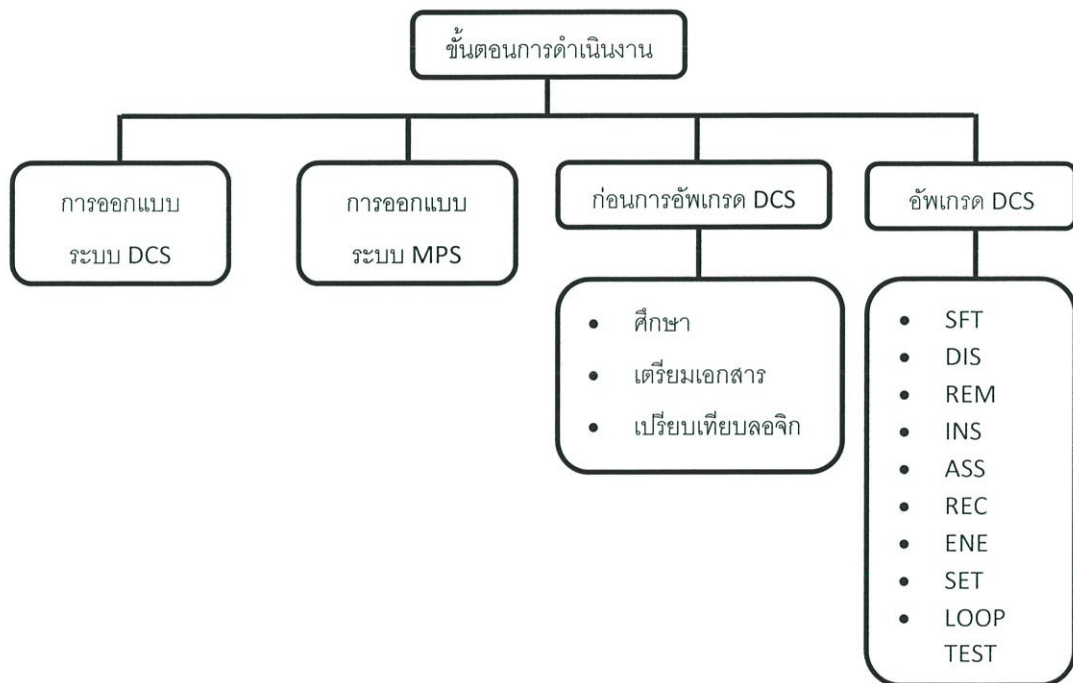 ขั้นตอนการดำเนินงาน
การออกแบบ
ระบบ DCS
การออกแบบ
ระบบ MPS
ก่อนการอัพเกรด DCS
อัพเกรด DCS
• ศึกษา
• เตรียมเอกสาร
• เปรียบเทียบลอจิก
• SFT
• DIS
• REM
• INS
• ASS
• REC
• ENE
• SET
• LOOP
TEST